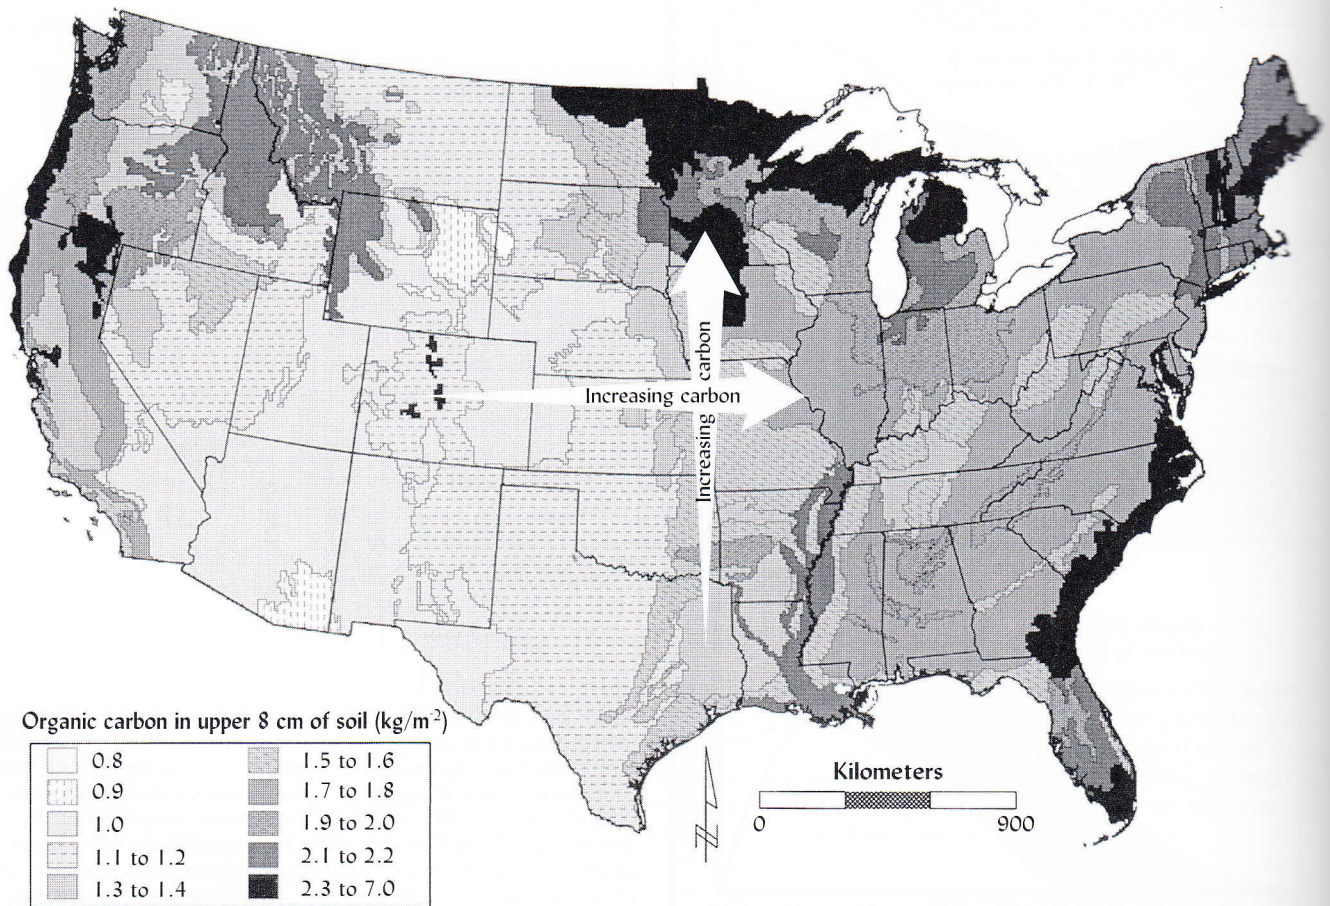 Increasing carbon
Increasing carbon
Organic carbon in upper 8 cm of soil (kg/m⁻²)
0.8
0.9
1.0
1.1 to 1.2
1.3 to 1.4
1.5 to 1.6
1.7 to 1.8
1.9 to 2.0
2.1 to 2.2
2.3 to 7.0
Kilometers
0 900
N